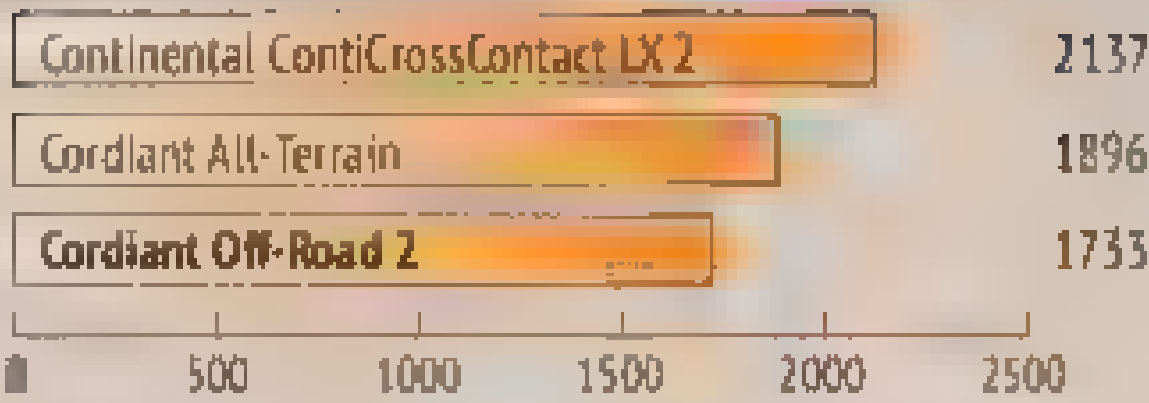 Continental ContiCrossContact LX 2 2137
Cordiant All-Terrain 1896
Cordiant Off-Road 2 1733
0 500 1000 1500 2000 2500